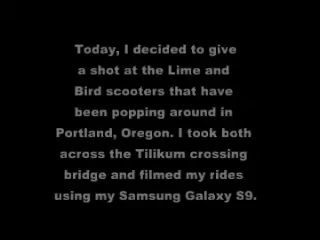 Today, I decided to give
a shot at the Lime and
Bird scooters that have
been popping around in
Portland, Oregon. I took both
across the Tilikum crossing
bridge and filmed my rides
using my Samsung Galaxy S9.